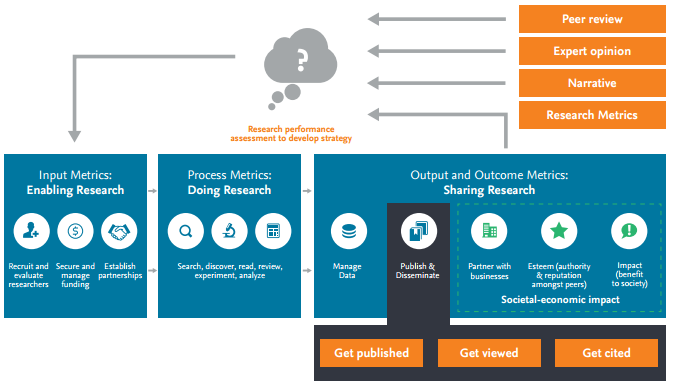 Peer review
Expert opinion
Narrative
Research Metrics
?
Research performance
assessment to develop strategy
Input Metrics:
Enabling Research
Recruit and
evaluate
researchers
Secure and
manage
funding
Establish
partnerships
Process Metrics:
Doing Research
Search, discover, read, review,
experiment, analyze
Output and Outcome Metrics:
Sharing Research
Manage
Data
Publish &
Disseminate
Partner with
businesses
Esteem (authority
& reputation
amongst peers)
Impact
(benefit
to society)
Societal-economic impact
Get published
Get viewed
Get cited